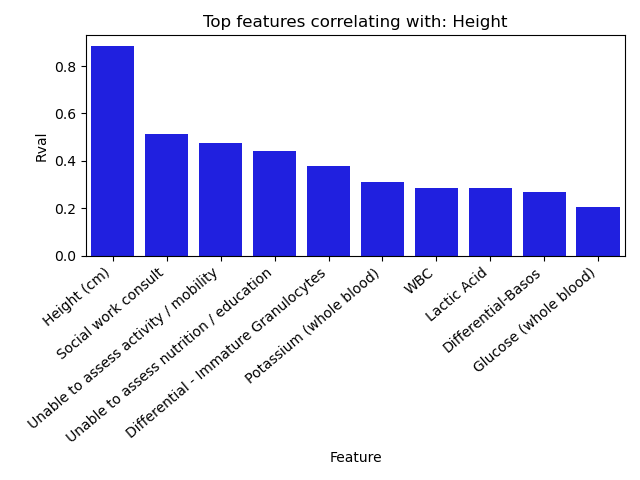 Top features correlating with: Height
Rval
0.8
0.6
0.4
0.2
0.0
Height (cm)
Social work consult
Unable to assess activity / mobility
Unable to assess nutrition / education
Differential - Immature Granulocytes
Potassium (whole blood)
WBC
Lactic Acid
Differential-Basos
Glucose (whole blood)
Feature